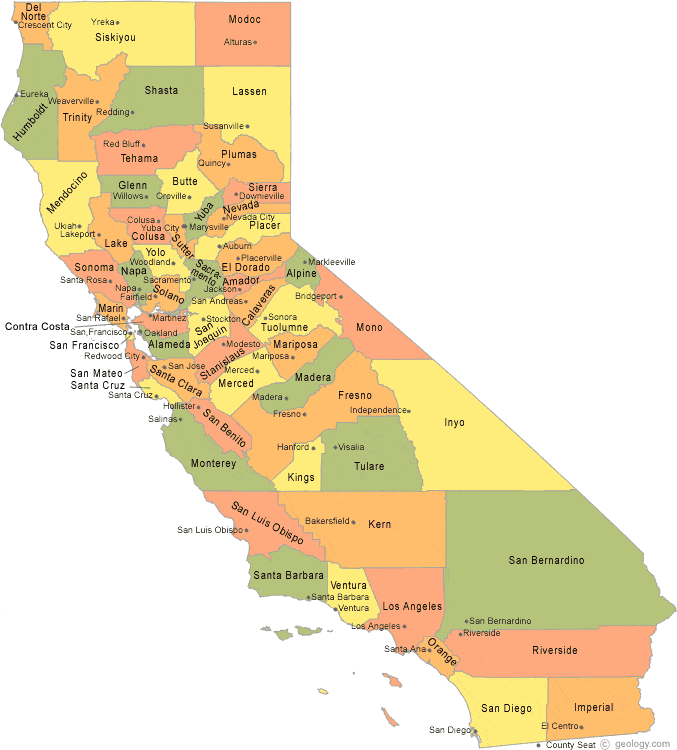 Del
Norte
Crescent City
Yreka
Siskiyou
Modoc
Alturas
Eureka
Humboldt
Weaverville
Trinity
Shasta
Redding
Lassen
Susanville
Red Bluff
Tehama
Plumas
Quincy
Mendocino
Ukiah
Glenn
Willows
Butte
Oroville
Sierra
Downieville
Lakeport
Lake
Colusa
Colusa
Yuba City
Sutter
Yuba
Marysville
Nevada
Nevada City
Placer
Auburn
Sonoma
Santa Rosa
Napa
Napa
Yolo
Woodland
Sacramento
Sacra-
mento
El Dorado
Placerville
Alpine
Markleeville
Amador
Jackson
Fairfield
Solano
Marin
San Rafael
Contra Costa
Martinez
San Francisco
San Francisco
Oakland
Alameda
San Andreas
Calaveras
Stockton
San
Joaquin
Sonora
Tuolumne
Bridgeport
Mono
Redwood City
San Mateo
Santa Cruz
Santa Cruz
San Jose
Santa Clara
Modesto
Stanislaus
Mariposa
Mariposa
Merced
Merced
Madera
Madera
Hollister
San Benito
Salinas
Monterey
Fresno
Fresno
Independence
Inyo
Hanford
Kings
Visalia
Tulare
San Luis Obispo
San Luis Obispo
Bakersfield
Kern
San Bernardino
San Bernardino
Santa Barbara
Santa Barbara
Ventura
Ventura
Los Angeles
Los Angeles
Riverside
Riverside
Santa Ana
Orange
San Diego
San Diego
Imperial
El Centro
County Seat © geology.com